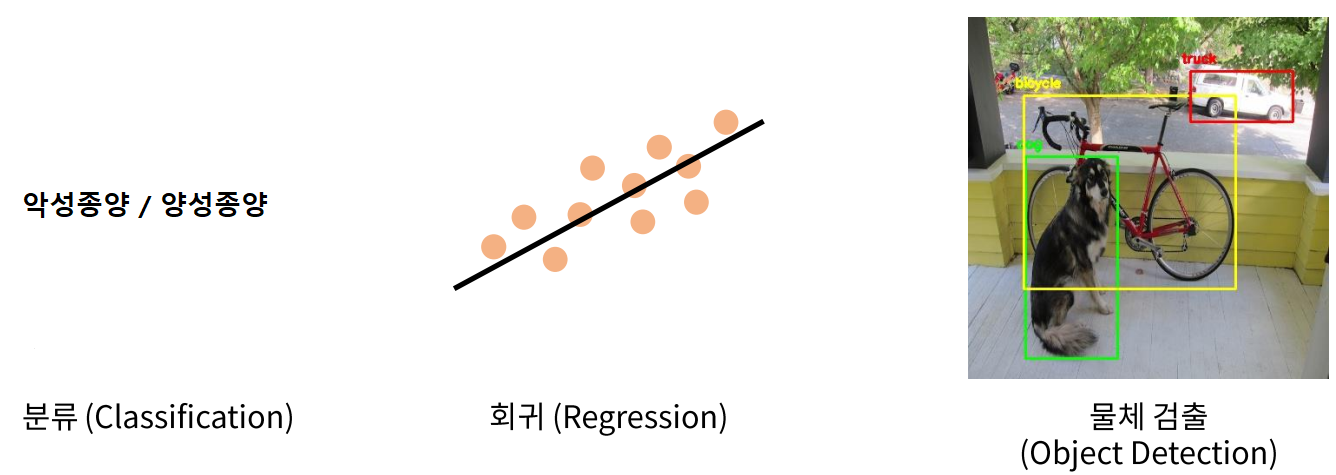 악성종양 / 양성종양
truck
bicycle
dog
분류 (Classification)
회귀 (Regression)
물체 검출
(Object Detection)